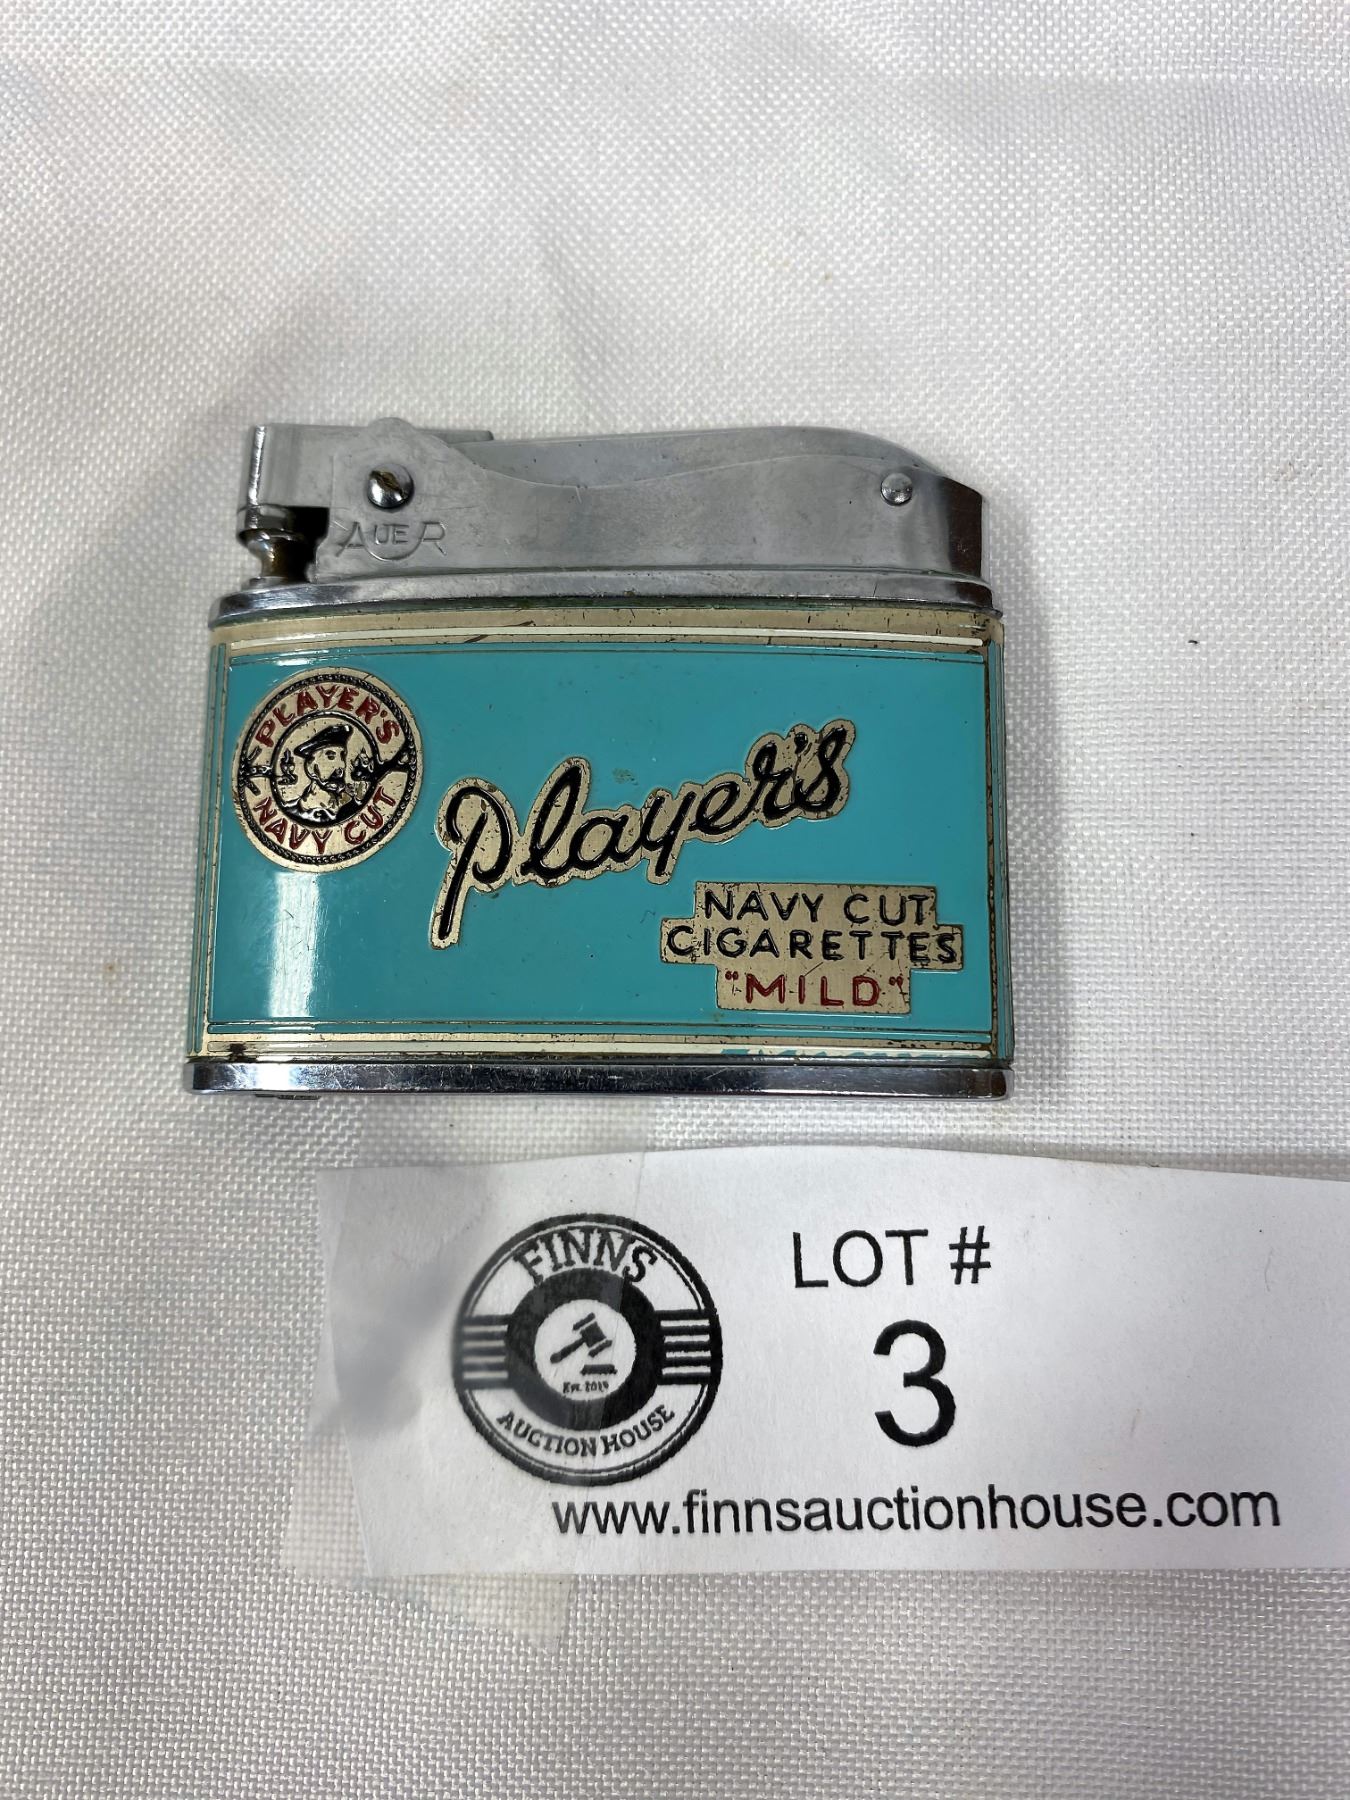 AUER
PLAYER'S
NAVY CUT
Player's
NAVY CUT
CIGARETTES
"MILD"
FINNS
Est. 2019
AUCTION HOUSE
LOT #
3
www.finnsauctionhouse.com